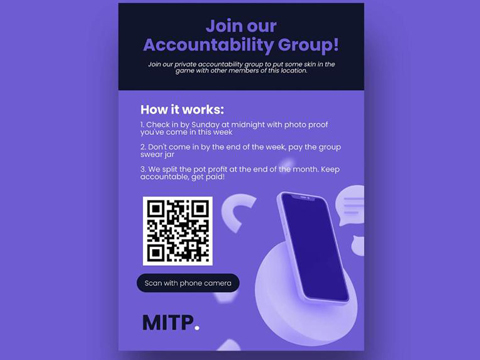 Join our
Accountability Group!
Join our private accountability group to put some skin in the
game with other members of this location.
How it works:
1. Check in by Sunday at midnight with photo proof
you've come in this week
2. Don't come in by the end of the week, pay the group
swear jar
3. We split the pot profit at the end of the month. Keep
accountable, get paid!
Scan with phone camera
MITP.